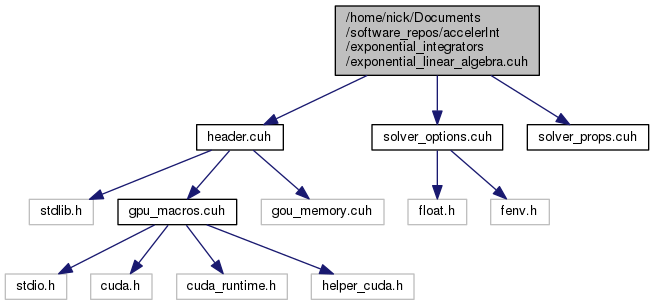 /home/nick/Documents
/software_repos/accelerInt
/exponential_integrators
/exponential_linear_algebra.cuh
header.cuh
solver_options.cuh
solver_props.cuh
stdlib.h
gpu_macros.cuh
gou_memory.cuh
float.h
fenv.h
stdio.h
cuda.h
cuda_runtime.h
helper_cuda.h